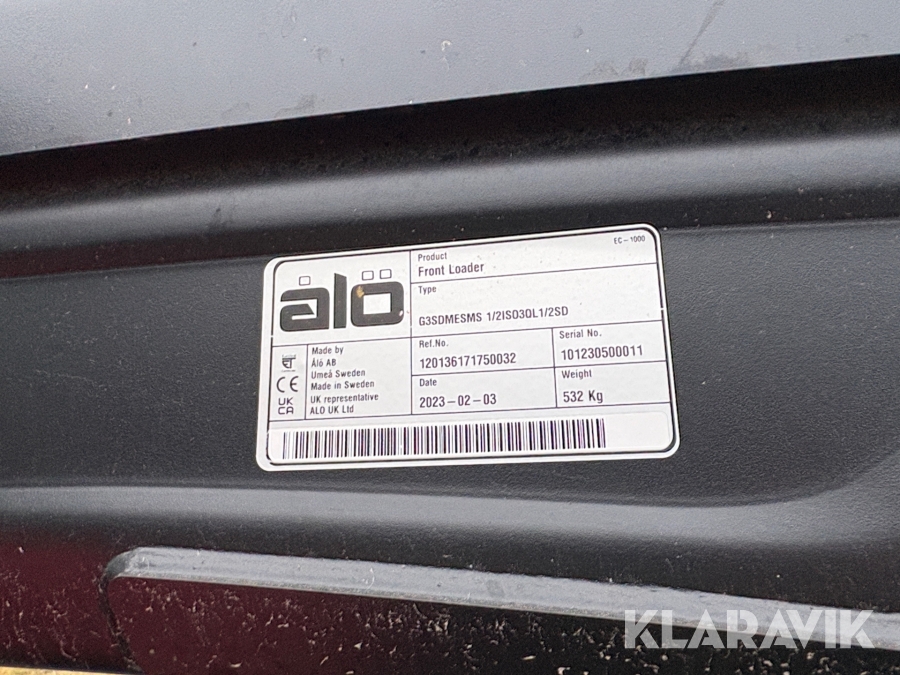 EC-1000
ålö
Product
Front Loader
Type
G3SDMESMS 1/2ISO3QL1/2SD
Made by
Ålö AB
Umeå Sweden
Made in Sweden
UK representative
ALO UK Ltd
CE
UK
CA
Ref.No.
120136171750032
Serial No.
101230500011
Date
2023-02-03
Weight
532 Kg
KLARAVIK